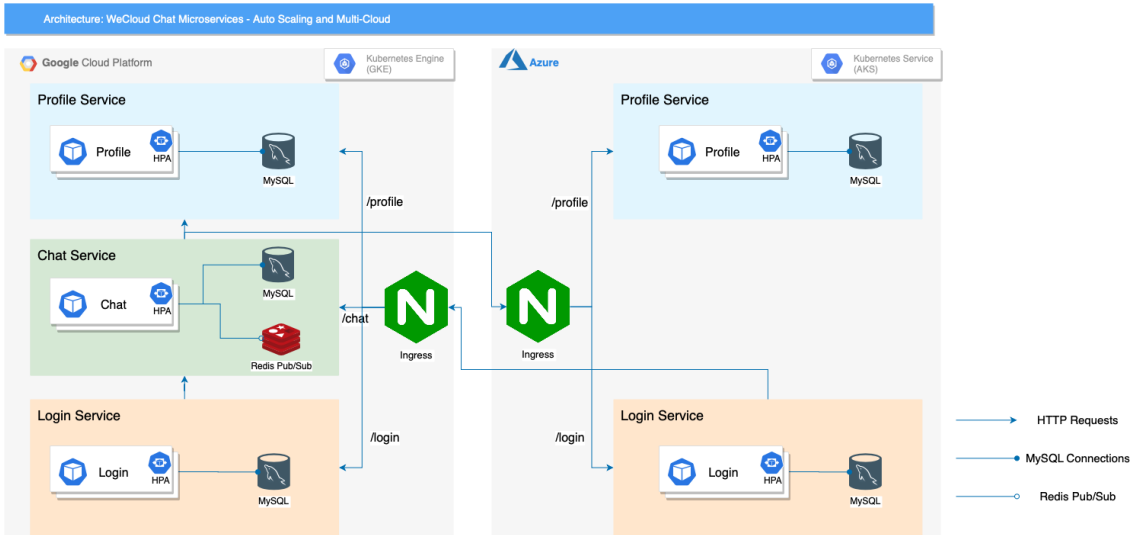 Architecture: WeCloud Chat Microservices - Auto Scaling and Multi-Cloud
Google Cloud Platform
Kubernetes Engine
(GKE)
Azure
Kubernetes Service
(AKS)
Profile Service
Profile
HPA
MySQL
Profile Service
Profile
HPA
MySQL
/profile
/profile
Chat Service
Chat
HPA
MySQL
Redis Pub/Sub
/chat
Ingress
Ingress
Login Service
Login
HPA
MySQL
/login
/login
Login Service
Login
HPA
MySQL
HTTP Requests
MySQL Connections
Redis Pub/Sub